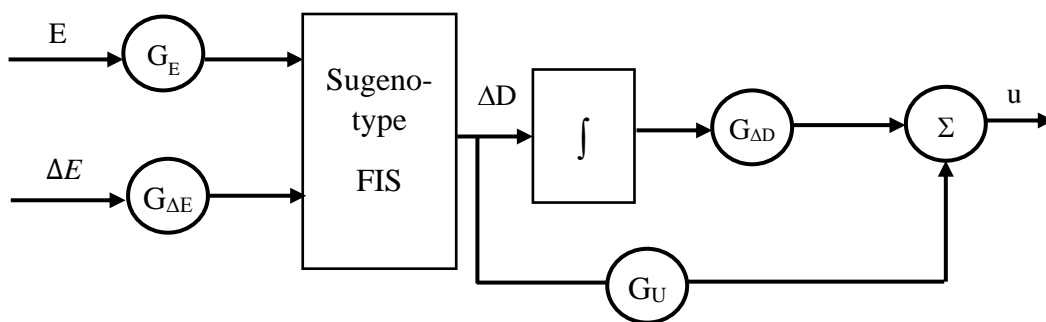 E
G_E
ΔE
G_ΔE
Sugeno-
type
FIS
ΔD
∫
G_ΔD
Σ
u
G_U